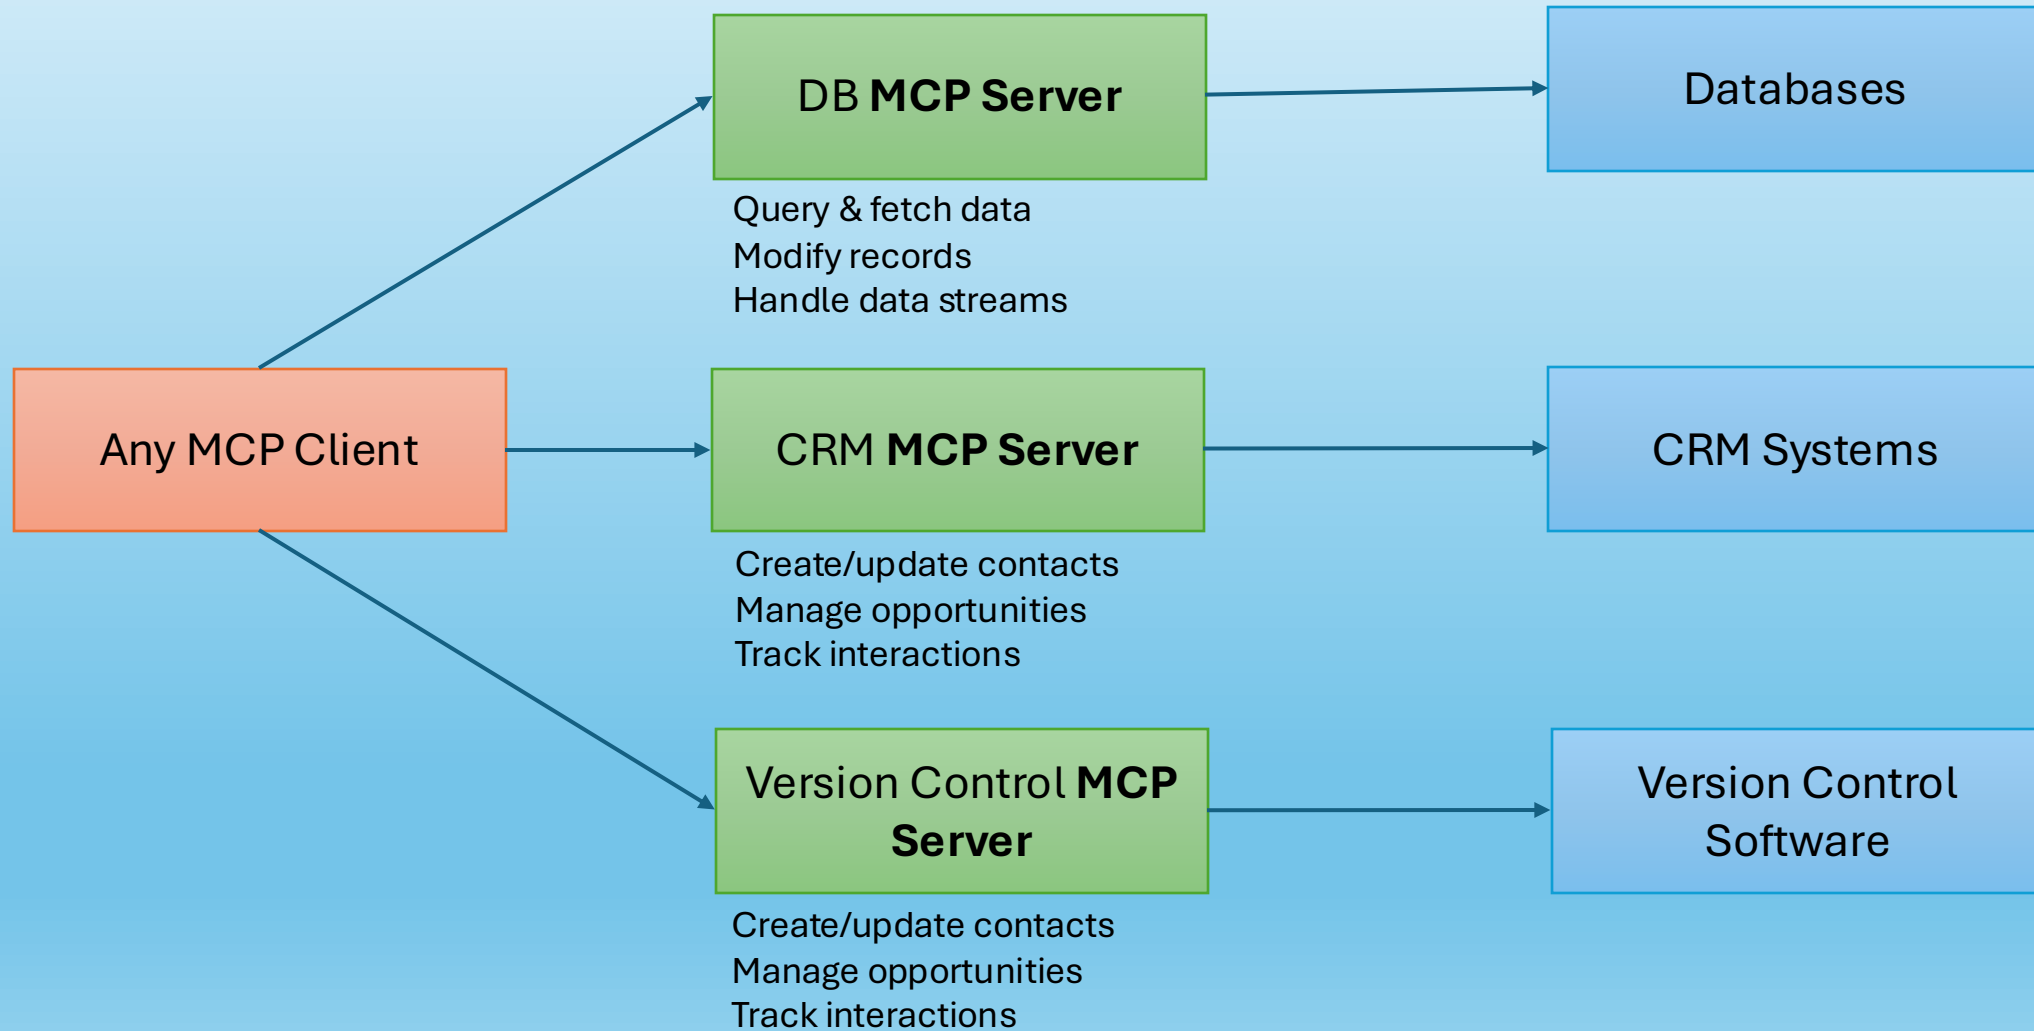 DB MCP Server
Databases
Query & fetch data
Modify records
Handle data streams
Any MCP Client
CRM MCP Server
CRM Systems
Create/update contacts
Manage opportunities
Track interactions
Version Control MCP
Server
Version Control
Software
Create/update contacts
Manage opportunities
Track interactions